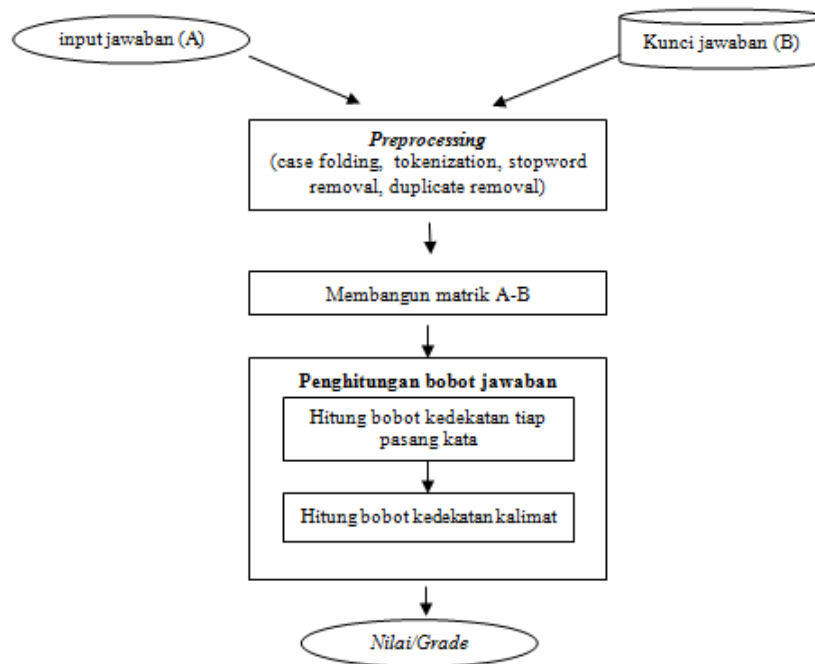 input jawaban (A)
Kunci jawaban (B)
Preprocessing
(case folding, tokenization, stopword
removal, duplicate removal)
Membangun matrik A-B
Penghitungan bobot jawaban
Hitung bobot kedekatan tiap
pasang kata
Hitung bobot kedekatan kalimat
Nilai/Grade